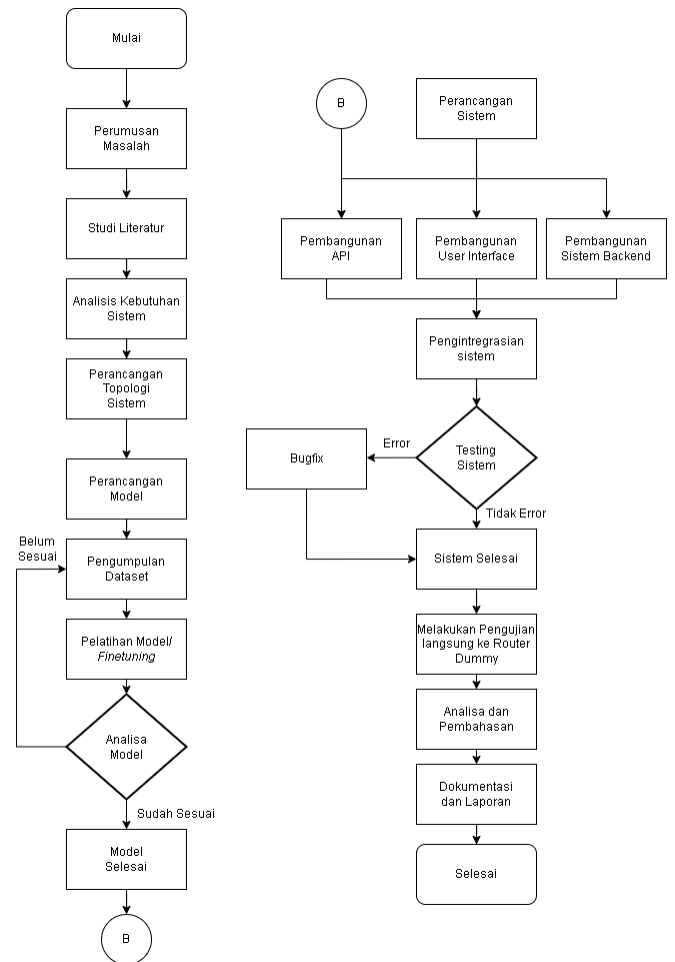 Mulai
Perumusan
Masalah
Studi Literatur
Analisis Kebutuhan
Sistem
Perancangan
Topologi
Sistem
Perancangan
Model
Belum
Sesuai
Pengumpulan
Dataset
Pelatihan Model/
Finetuning
Analisa
Model
Sudah Sesuai
Model
Selesai
B
B
Perancangan
Sistem
Pembangunan
API
Pembangunan
User Interface
Pembangunan
Sistem Backend
Pengintregrasian
sistem
Testing
Sistem
Error
Bugfix
Tidak Error
Sistem Selesai
Melakukan Pengujian
langsung ke Router
Dummy
Analisa dan
Pembahasan
Dokumentasi
dan Laporan
Selesai